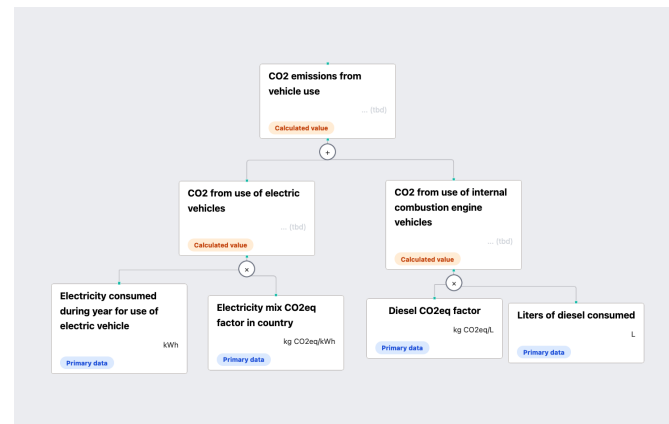 CO2 emissions from
vehicle use
... (tbd)
Calculated value
+
CO2 from use of electric
vehicles
... (tbd)
Calculated value
CO2 from use of internal
combustion engine
vehicles
... (tbd)
Calculated value
×
×
Electricity consumed
during year for use of
electric vehicle
kWh
Primary data
Electricity mix CO2eq
factor in country
kg CO2eq/kWh
Primary data
Diesel CO2eq factor
kg CO2eq/L
Primary data
Liters of diesel consumed
L
Primary data